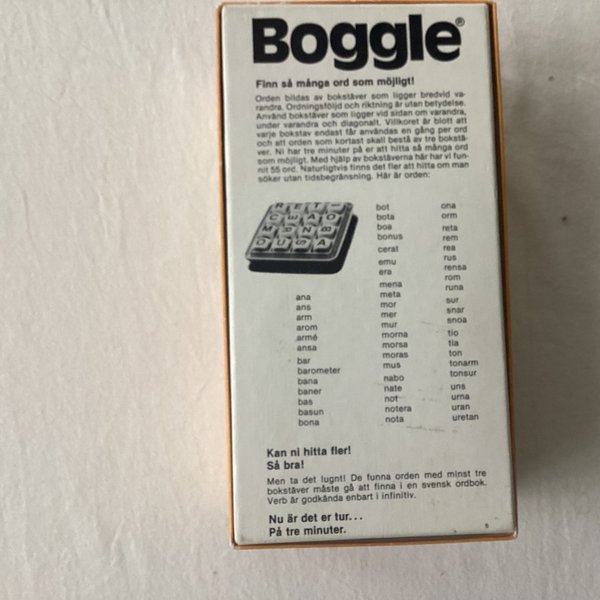 Boggle®
Finn så många ord som möjligt!
Orden bildas av bokstäver som ligger bredvid va-
randra. Ordningsföljd och riktning är utan betydelse.
Använd bokstäver som ligger vid sidan om varandra,
under varandra och diagonalt. Villkoret är blott att
varje bokstav endast får användas en gång per ord
och att orden som kortast skall bestå av tre bokstä-
ver. Ni har tre minuter på er att hitta så många ord
som möjligt. Med hjälp av bokstäverna här har vi fun-
nit 55 ord. Naturligtvis finns det fler att hitta om man
söker utan tidsbegränsning. Här är orden:
ana
ans
arm
arom
armé
ansa
bar
barometer
bana
baner
bas
basun
bona
bot
bota
boa
bonus
cerat
emu
era
mena
meta
mor
mer
mur
morna
morsa
moras
mus
nabo
nate
not
notera
nota
ona
orm
reta
rem
rea
rus
rensa
rom
runa
sur
snar
snoa
tio
tia
ton
tonarm
tonsur
uns
urna
uran
uretan
Kan ni hitta fler!
Så bra!
Men ta det lugnt! De funna orden med minst tre
bokstäver måste gå att finna i en svensk ordbok.
Verb är godkända enbart i infinitiv.
Nu är det er tur...
På tre minuter.